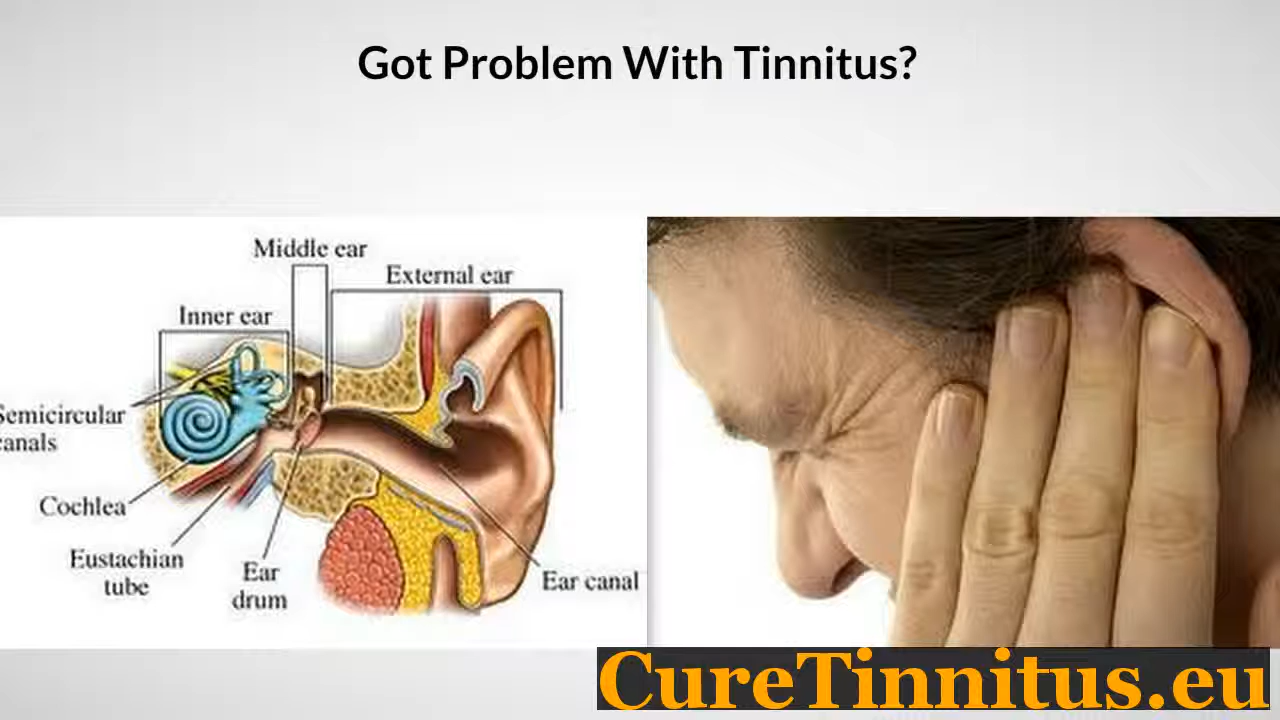 Got Problem With Tinnitus?
Middle ear
External ear
Inner ear
Semicircular
canals
Cochlea
Eustachian
tube
Ear
drum
Ear canal
CureTinnitus.eu